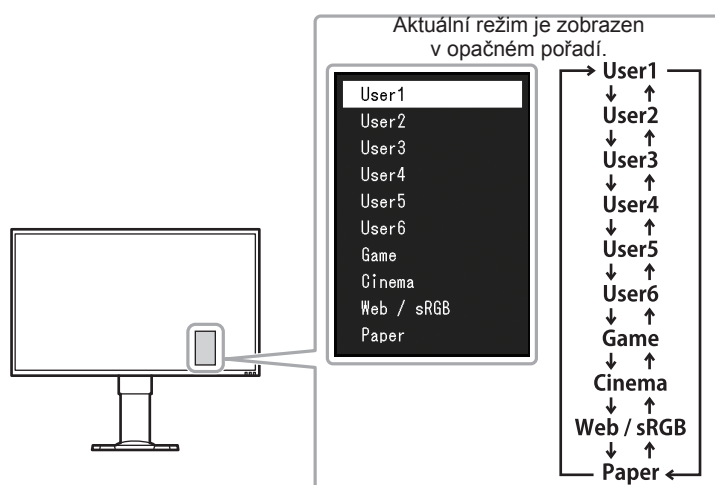 Aktuální režim je zobrazen
v opačném pořadí.
User1
User2
User3
User4
User5
User6
Game
Cinema
Web / sRGB
Paper
User1
User2
User3
User4
User5
User6
Game
Cinema
Web / sRGB
Paper